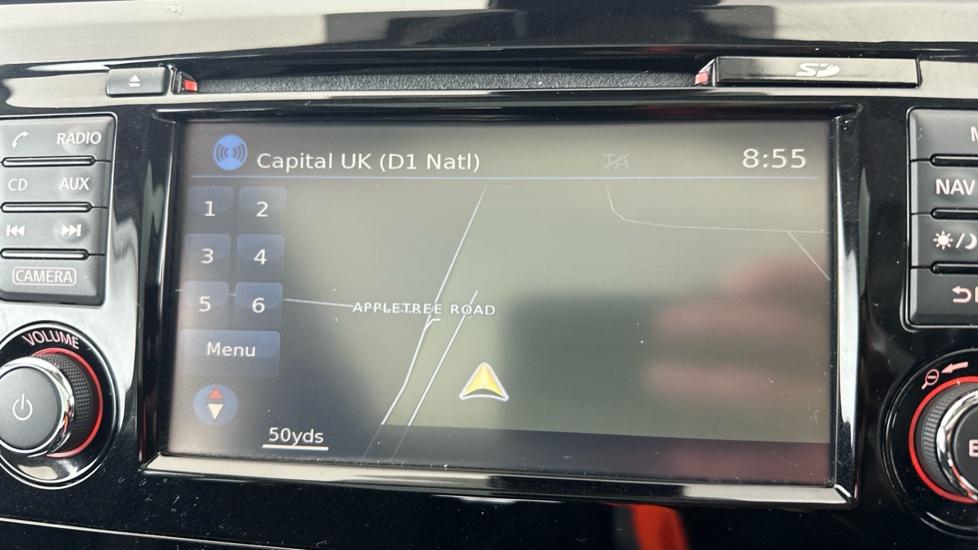 SD
RADIO
CD AUX
CAMERA
VOLUME
Capital UK (D1 Natl)
TA
8:55
1 2
3 4
5 6
Menu
APPLETREE ROAD
50yds
NAV